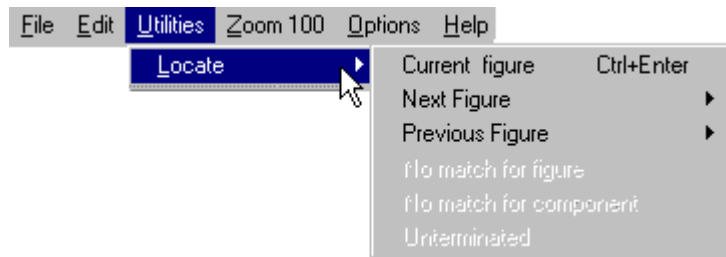 File Edit Utilities Zoom 100 Options Help
Locate
Current figure Ctrl+Enter
Next Figure
Previous Figure
No match for figure
No match for component
Unterminated